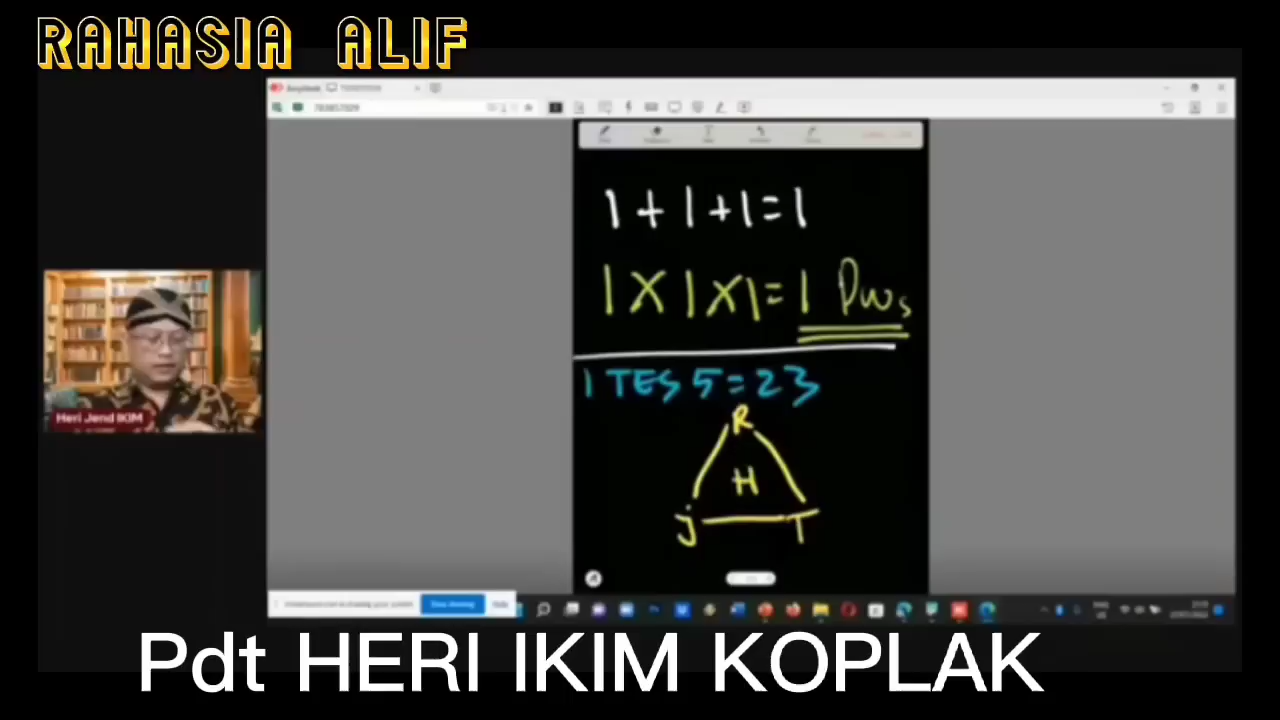 RAHASIA ALIF
AnyDesk
1+1+1=1
1X1X1=1 Pws
1 TES 5=23
R
H
J T
Heri Jend IKIM
Pdt HERI IKIM KOPLAK